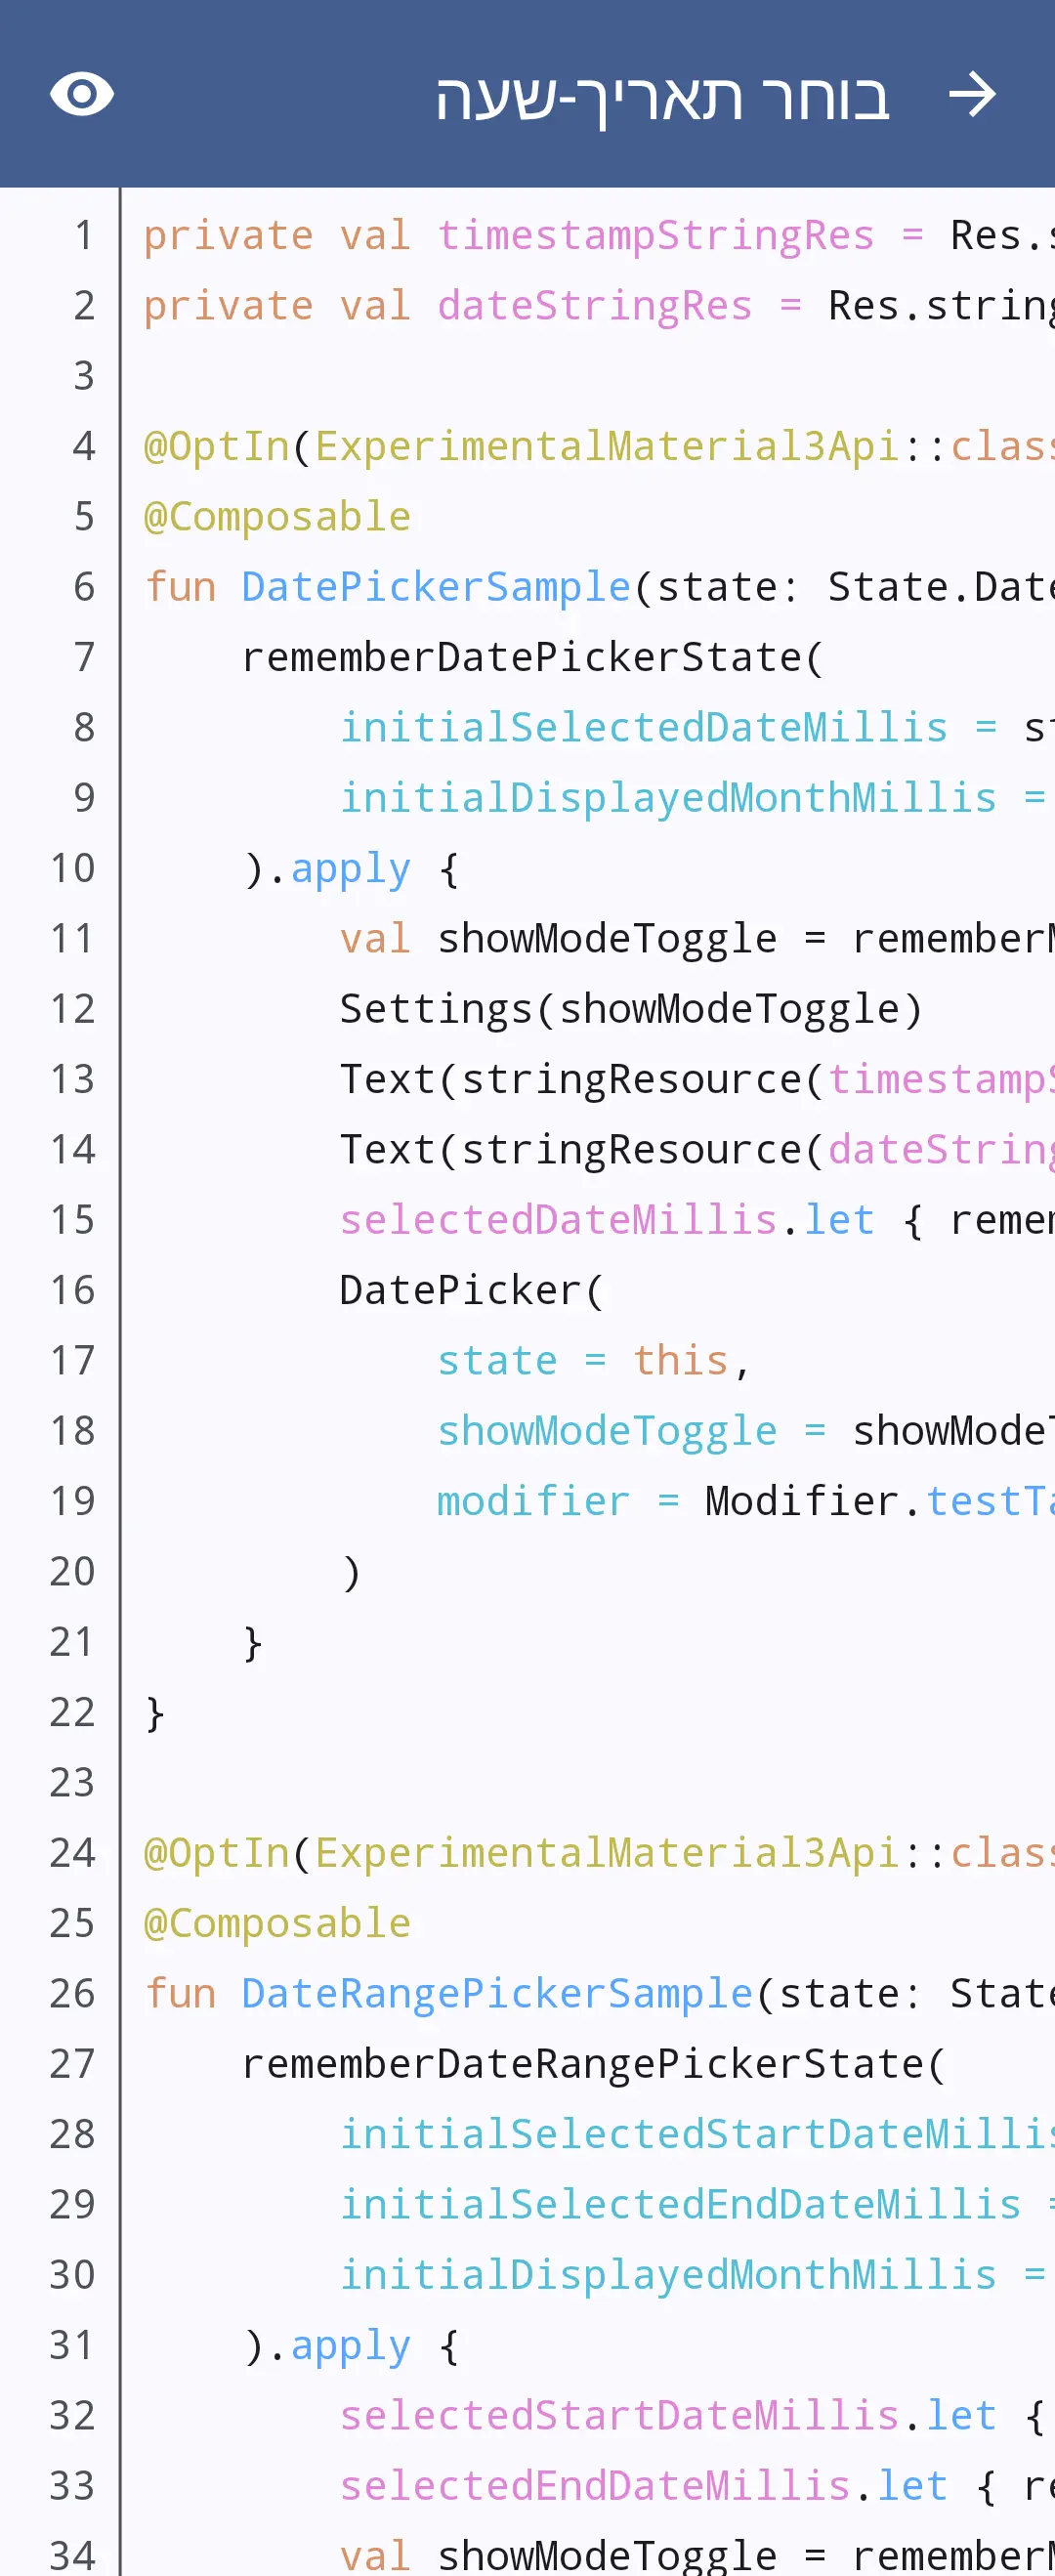 בוחר תאריך-שעה
1 private val timestampStringRes = Res.s
2 private val dateStringRes = Res.string
3
4 @OptIn(ExperimentalMaterial3Api::class
5 @Composable
6 fun DatePickerSample(state: State.Date
7     rememberDatePickerState(
8         initialSelectedDateMillis = st
9         initialDisplayedMonthMillis =
10     ).apply {
11         val showModeToggle = rememberM
12         Settings(showModeToggle)
13         Text(stringResource(timestampS
14         Text(stringResource(dateString
15         selectedDateMillis.let { remem
16         DatePicker(
17             state = this,
18             showModeToggle = showModeT
19             modifier = Modifier.testTa
20         )
21     }
22 }
23
24 @OptIn(ExperimentalMaterial3Api::class
25 @Composable
26 fun DateRangePickerSample(state: State
27     rememberDateRangePickerState(
28         initialSelectedStartDateMillis
29         initialSelectedEndDateMillis =
30         initialDisplayedMonthMillis =
31     ).apply {
32         selectedStartDateMillis.let {
33         selectedEndDateMillis.let { re
34         val showModeToggle = rememberM